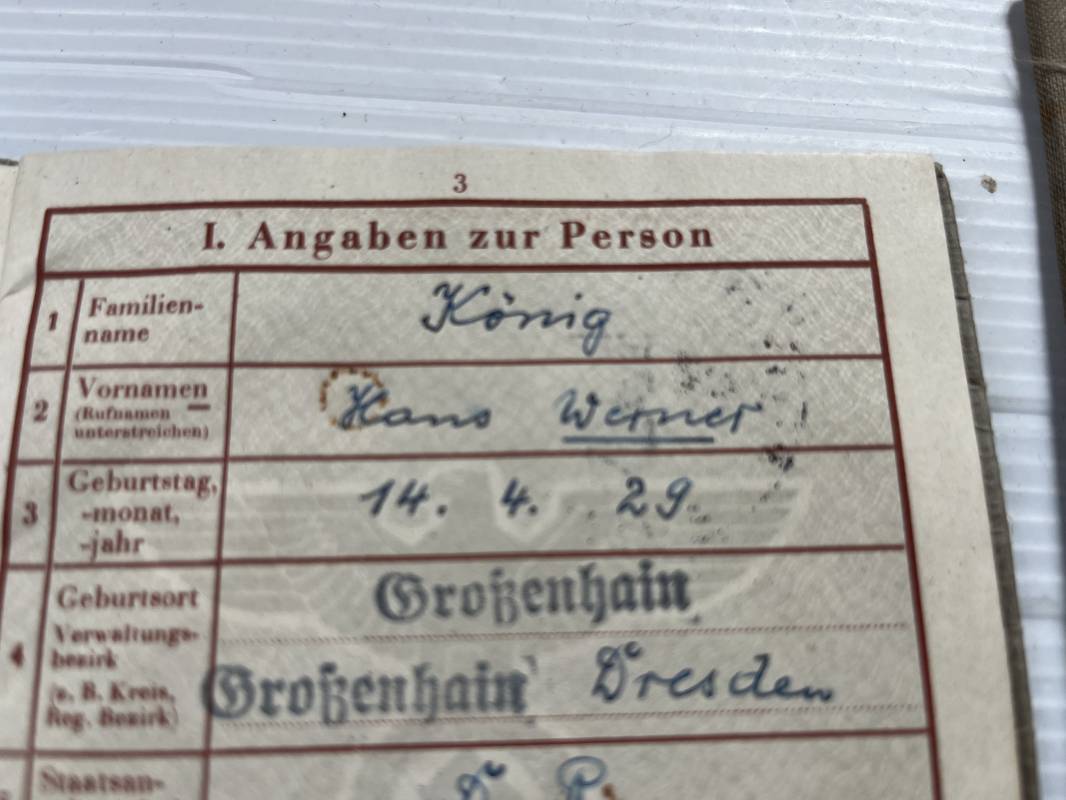 3
I. Angaben zur Person
1 Familien-
name
König
2 Vornamen
(Rufnamen
unterstreichen)
Hans Werner
3 Geburtstag,
-monat,
-jahr
14. 4. 29.
4 Geburtsort
Großenhain
Verwaltungs-
bezirk
(z. B. Kreis,
Reg. Bezirk)
Großenhain Dresden
Staatsan-
D. R.